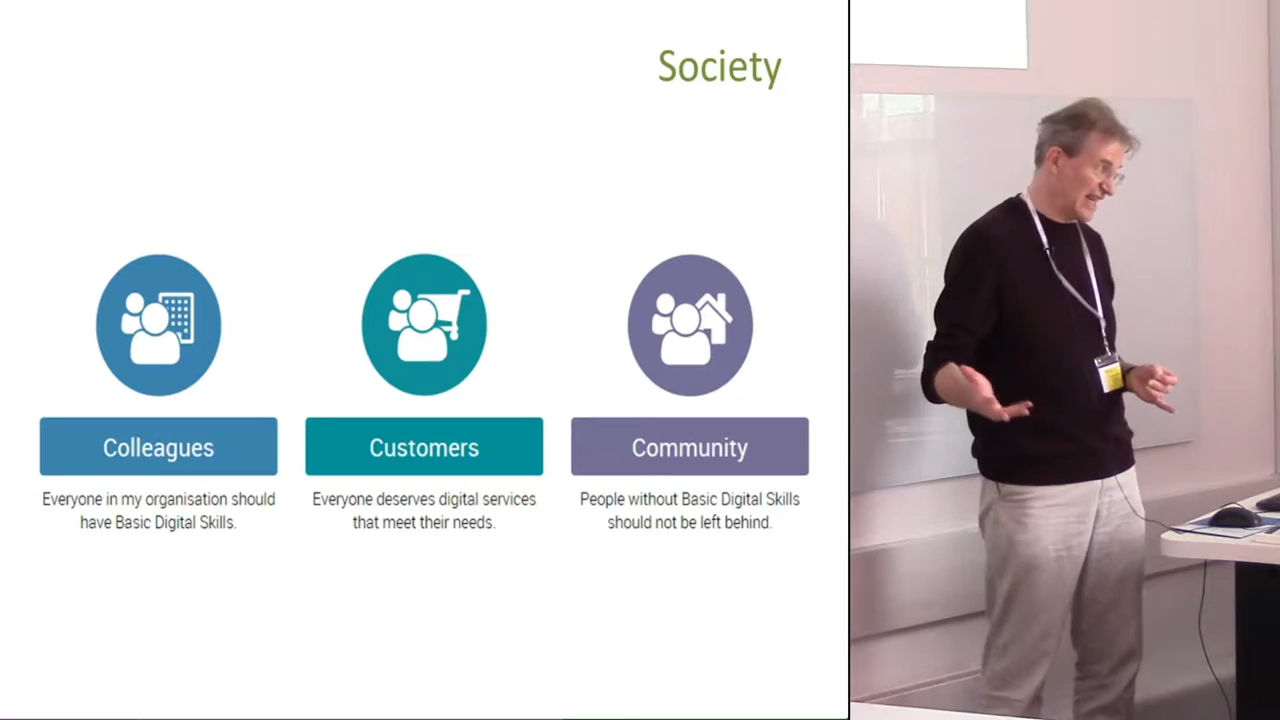 Society
Colleagues
Everyone in my organisation should
have Basic Digital Skills.
Customers
Everyone deserves digital services
that meet their needs.
Community
People without Basic Digital Skills
should not be left behind.